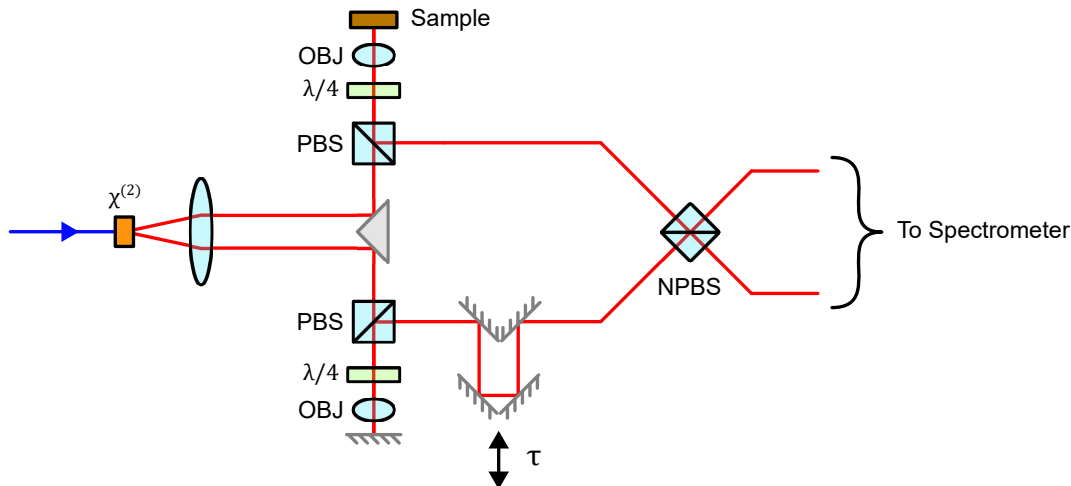 Sample
OBJ
λ/4
PBS
χ⁽²⁾
To Spectrometer
NPBS
PBS
λ/4
OBJ
τ